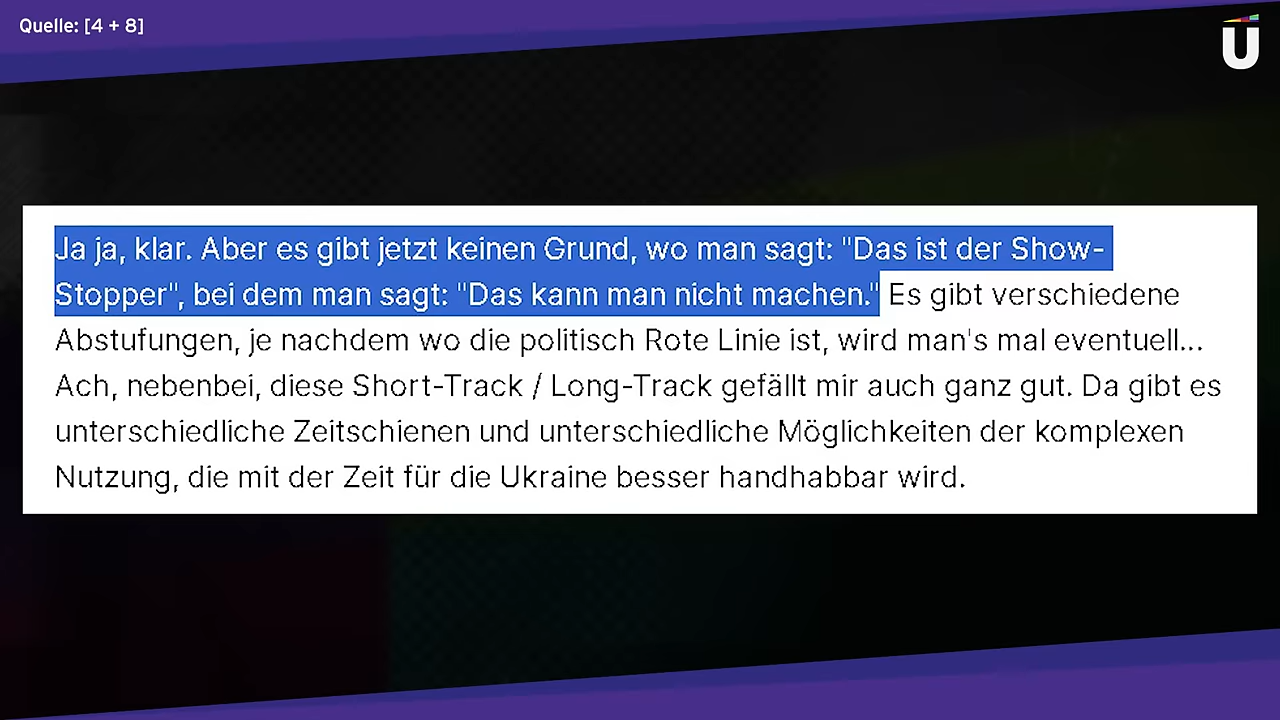 Quelle: [4 + 8]
Ü
Ja ja, klar. Aber es gibt jetzt keinen Grund, wo man sagt: "Das ist der Show-
Stopper", bei dem man sagt: "Das kann man nicht machen." Es gibt verschiedene
Abstufungen, je nachdem wo die politisch Rote Linie ist, wird man's mal eventuell...
Ach, nebenbei, diese Short-Track / Long-Track gefällt mir auch ganz gut. Da gibt es
unterschiedliche Zeitschienen und unterschiedliche Möglichkeiten der komplexen
Nutzung, die mit der Zeit für die Ukraine besser handhabbar wird.